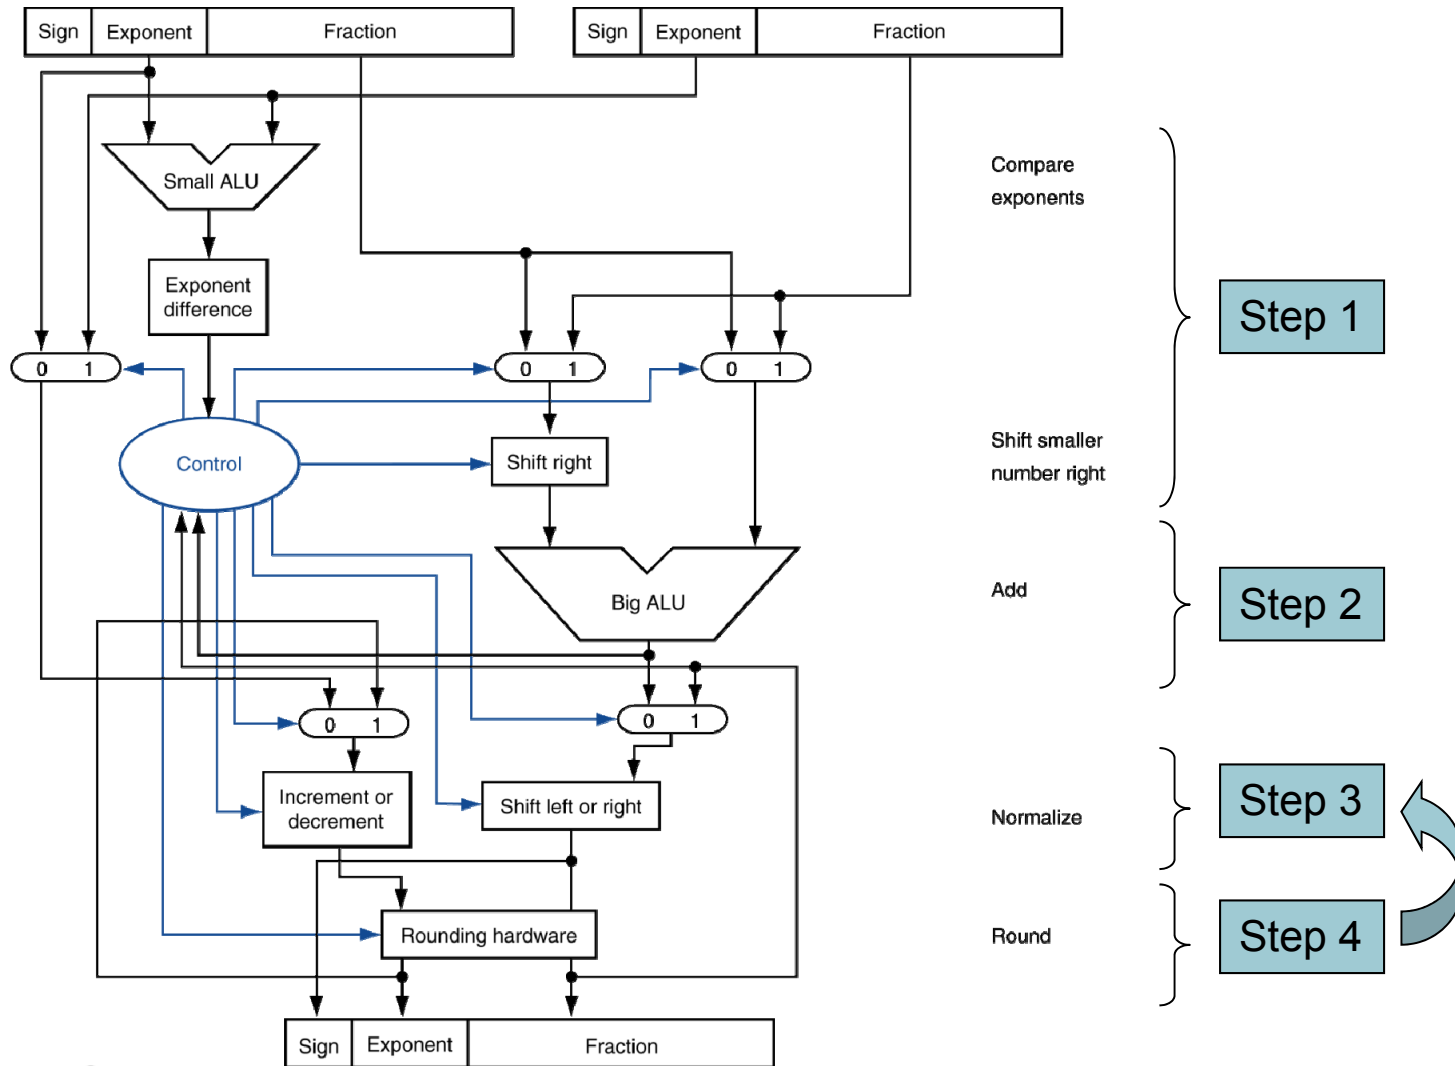 Sign Exponent Fraction
Sign Exponent Fraction
Small ALU
Compare
exponents
Exponent
difference
Step 1
0 1
0 1
0 1
Control
Shift right
Shift smaller
number right
Big ALU
Add
Step 2
0 1
0 1
Increment or
decrement
Shift left or right
Normalize
Step 3
Rounding hardware
Round
Step 4
Sign Exponent Fraction